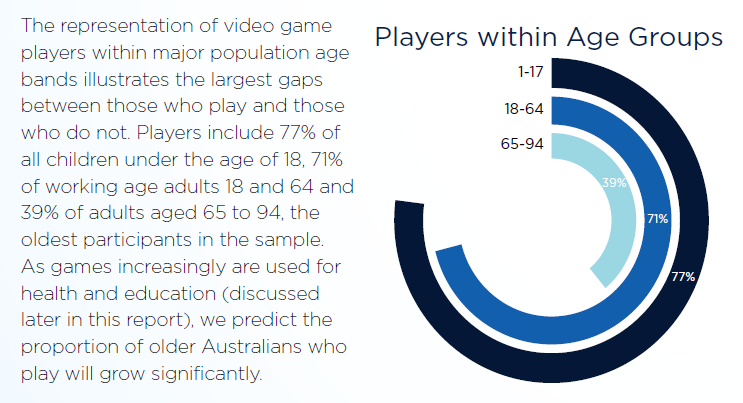 The representation of video game
players within major population age
bands illustrates the largest gaps
between those who play and those
who do not. Players include 77% of
all children under the age of 18, 71%
of working age adults 18 and 64 and
39% of adults aged 65 to 94, the
oldest participants in the sample.
As games increasingly are used for
health and education (discussed
later in this report), we predict the
proportion of older Australians who
play will grow significantly.
Players within Age Groups
1-17
18-64
65-94
39%
71%
77%